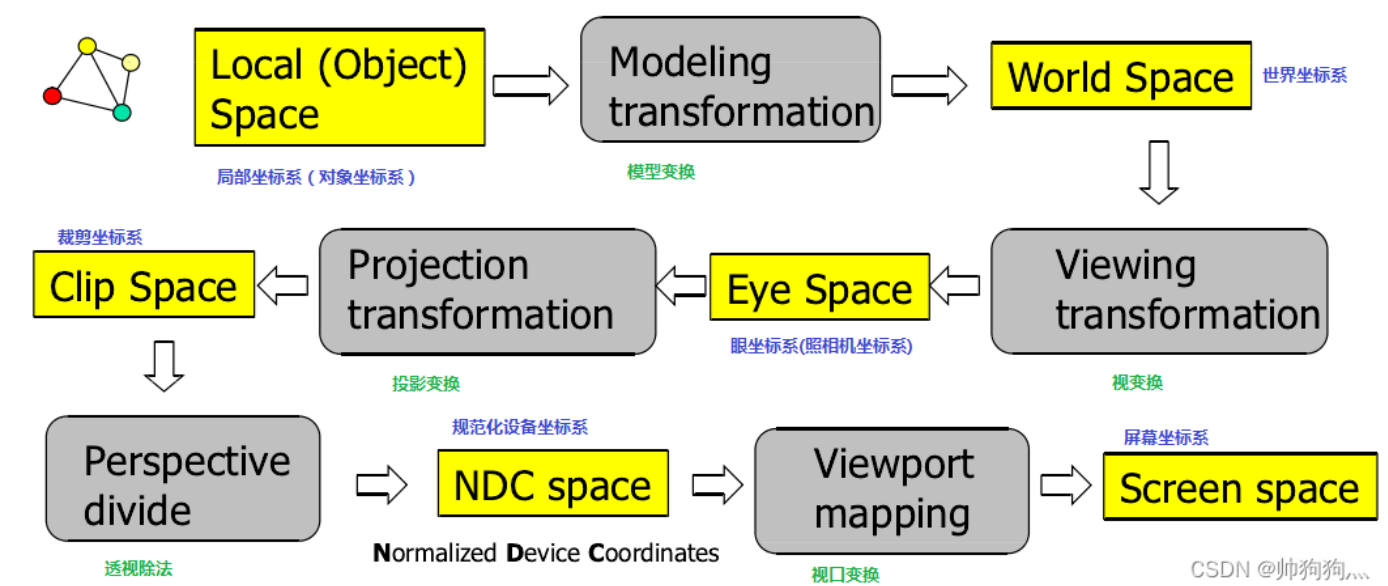 Local (Object)
Space
局部坐标系（对象坐标系）
Modeling
transformation
模型变换
World Space
世界坐标系
Viewing
transformation
视变换
Eye Space
眼坐标系(照相机坐标系)
Projection
transformation
投影变换
裁剪坐标系
Clip Space
Perspective
divide
透视除法
规范化设备坐标系
NDC space
Normalized Device Coordinates
Viewport
mapping
视口变换
屏幕坐标系
Screen space
CSDN @帅狗狗灬